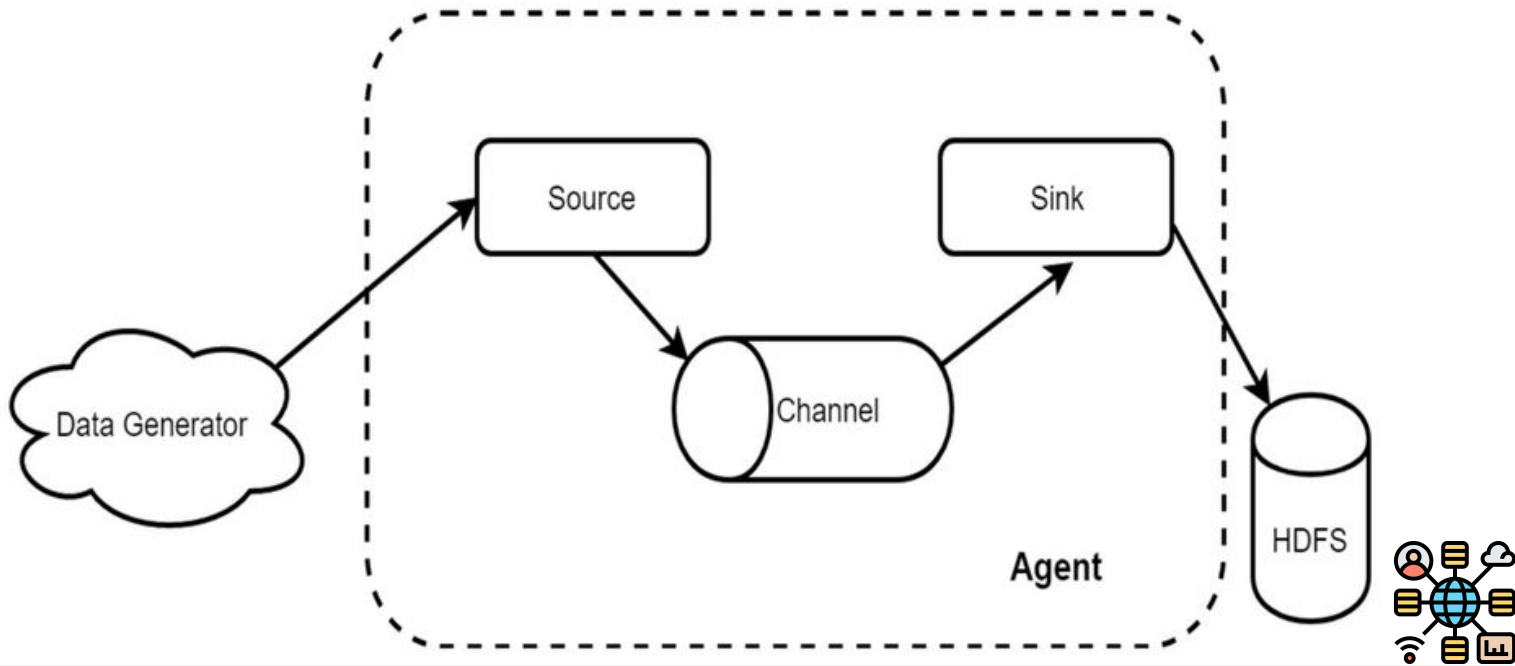 Source
Sink
Data Generator
Channel
HDFS
Agent